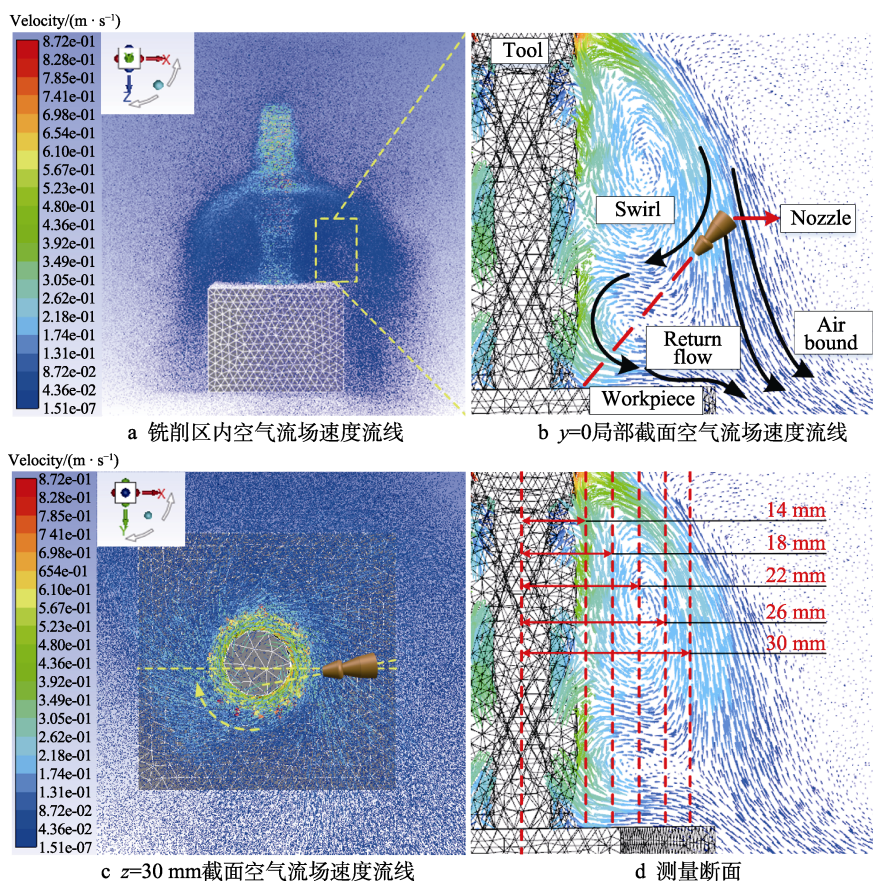 Velocity/(m · s⁻¹)
8.72e-01
8.28e-01
7.85e-01
7.41e-01
6.98e-01
6.54e-01
6.10e-01
5.67e-01
5.23e-01
4.80e-01
4.36e-01
3.92e-01
3.49e-01
3.05e-01
2.62e-01
2.18e-01
1.74e-01
1.31e-01
8.72e-02
4.36e-02
1.51e-07
X
Z
a 铣削区内空气流场速度流线
Tool
Swirl
Nozzle
Return
flow
Air
bound
Workpiece
b y=0局部截面空气流场速度流线
Velocity/(m · s⁻¹)
8.72e-01
8.28e-01
7.85e-01
7.41e-01
6.98e-01
654e-01
6.10e-01
5.67e-01
5.23e-01
4.80e-01
4.36e-01
3.92e-01
3.49e-01
3.05e-01
2.62e-01
2.18e-01
1.74e-01
1.31e-01
8.72e-02
4.36e-02
1.51e-07
X
Y
c z=30 mm截面空气流场速度流线
14 mm
18 mm
22 mm
26 mm
30 mm
d 测量断面